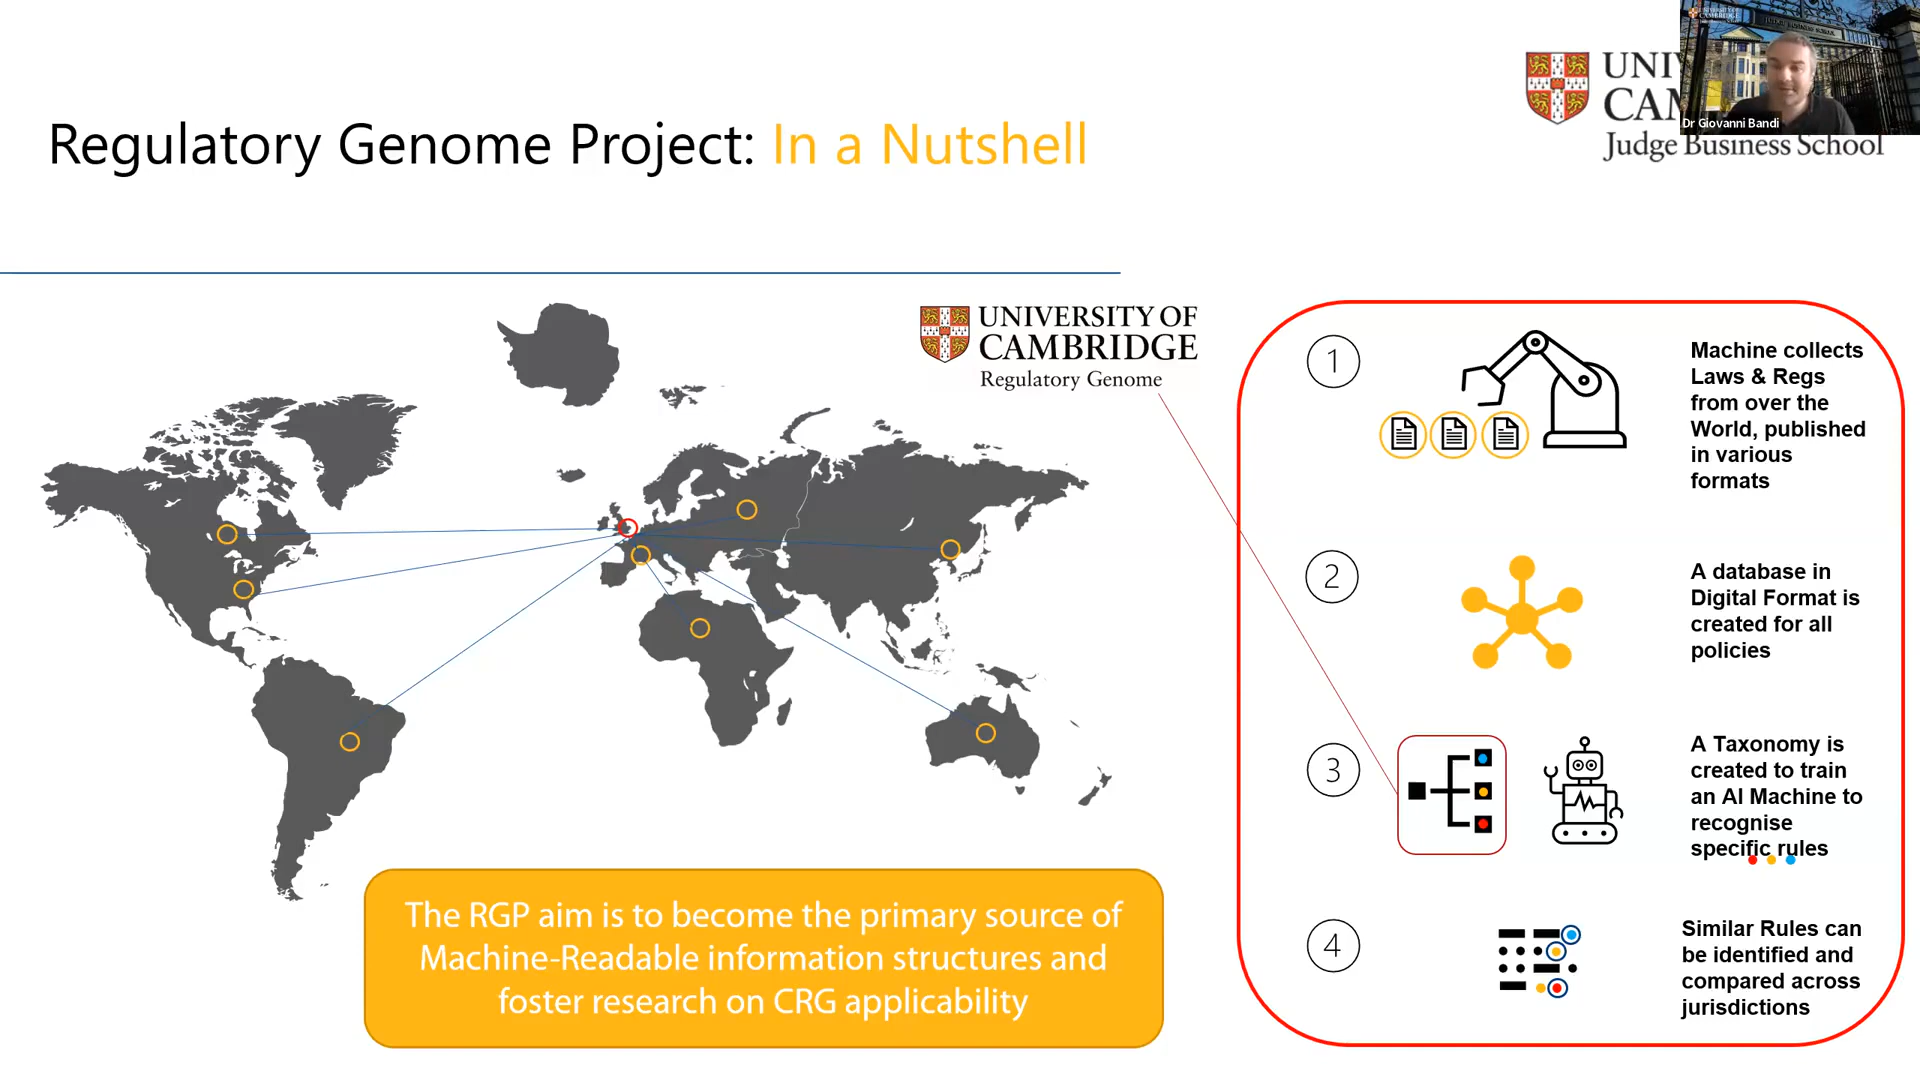 Regulatory Genome Project: In a Nutshell
Judge Business School
Dr Giovanni Bandi
UNIVERSITY OF
CAMBRIDGE
Regulatory Genome
1
Machine collects
Laws & Regs
from over the
World, published
in various
formats
2
A database in
Digital Format is
created for all
policies
3
A Taxonomy is
created to train
an AI Machine to
recognise
specific rules
4
Similar Rules can
be identified and
compared across
jurisdictions
The RGP aim is to become the primary source of
Machine-Readable information structures and
foster research on CRG applicability